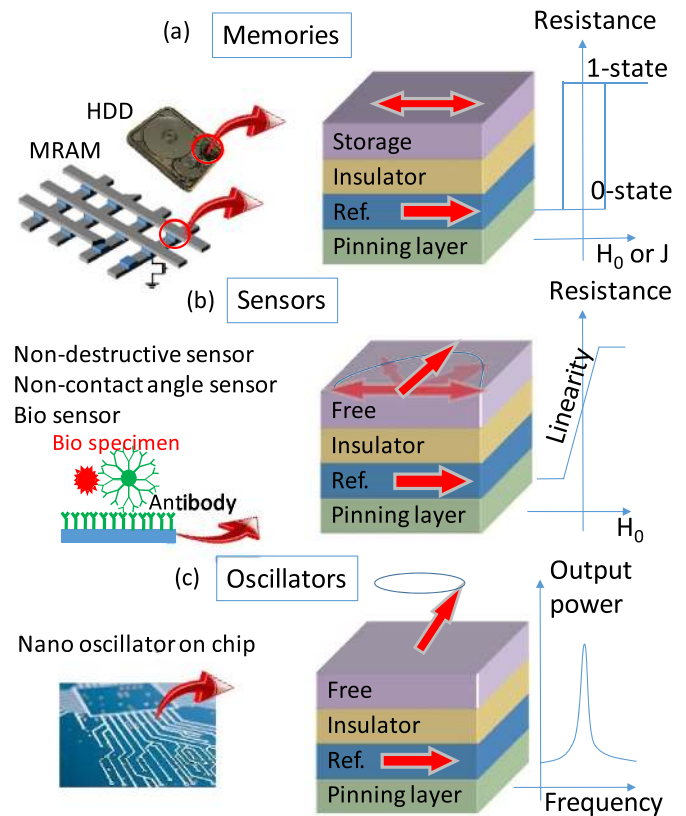 (a) Memories
Resistance
1-state
HDD
MRAM
Storage
Insulator
Ref.
Pinning layer
0-state
H₀ or J
(b) Sensors
Resistance
Non-destructive sensor
Non-contact angle sensor
Bio sensor
Bio specimen
Antibody
Free
Insulator
Ref.
Pinning layer
Linearity
H₀
(c) Oscillators
Output
power
Nano oscillator on chip
Free
Insulator
Ref.
Pinning layer
Frequency